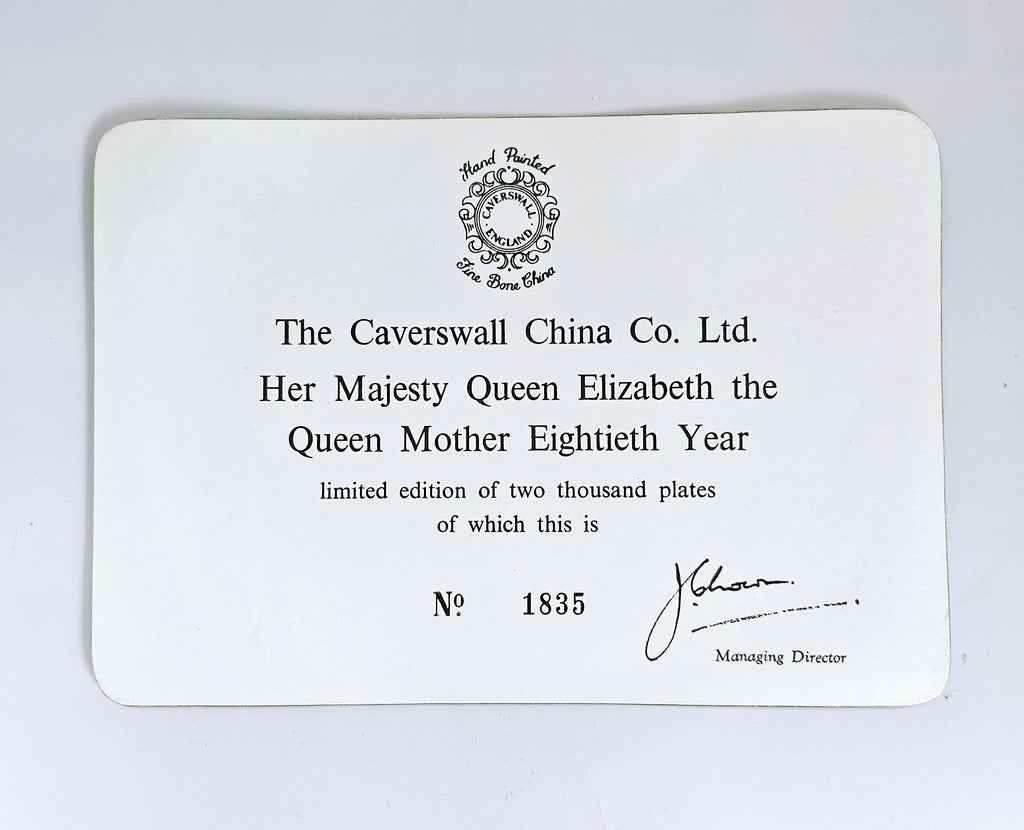 Hand Painted
CAVERSWALL
ENGLAND
Fine Bone China
The Caverswall China Co. Ltd.
Her Majesty Queen Elizabeth the
Queen Mother Eightieth Year
limited edition of two thousand plates
of which this is
Nº 1835
Managing Director